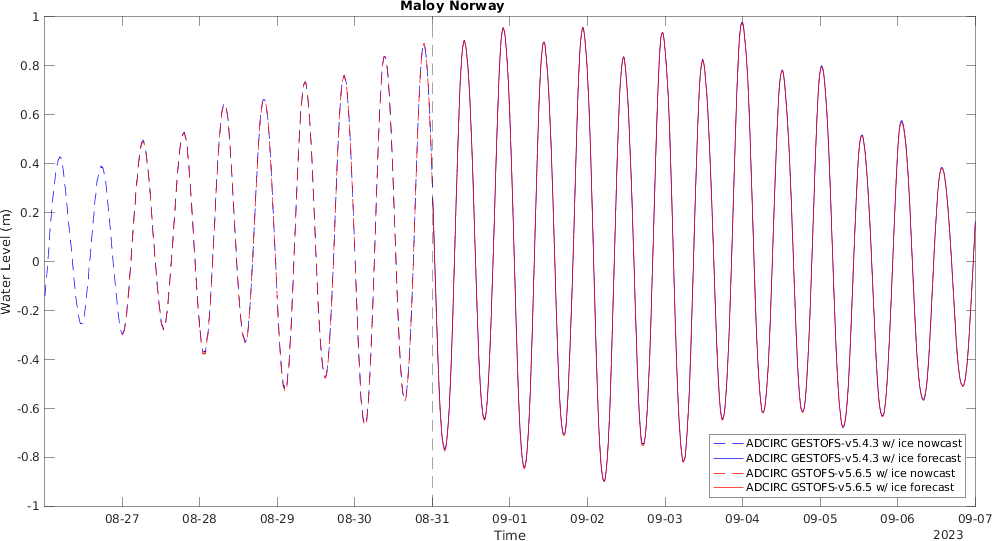 Maloy Norway
1
0.8
0.6
0.4
0.2
0
-0.2
-0.4
-0.6
-0.8
-1
Water Level (m)
ADCIRC GESTOFS-v5.4.3 w/ ice nowcast
ADCIRC GESTOFS-v5.4.3 w/ ice forecast
ADCIRC GSTOFS-v5.6.5 w/ ice nowcast
ADCIRC GSTOFS-v5.6.5 w/ ice forecast
08-27 08-28 08-29 08-30 08-31 09-01 09-02 09-03 09-04 09-05 09-06 09-07
Time
2023